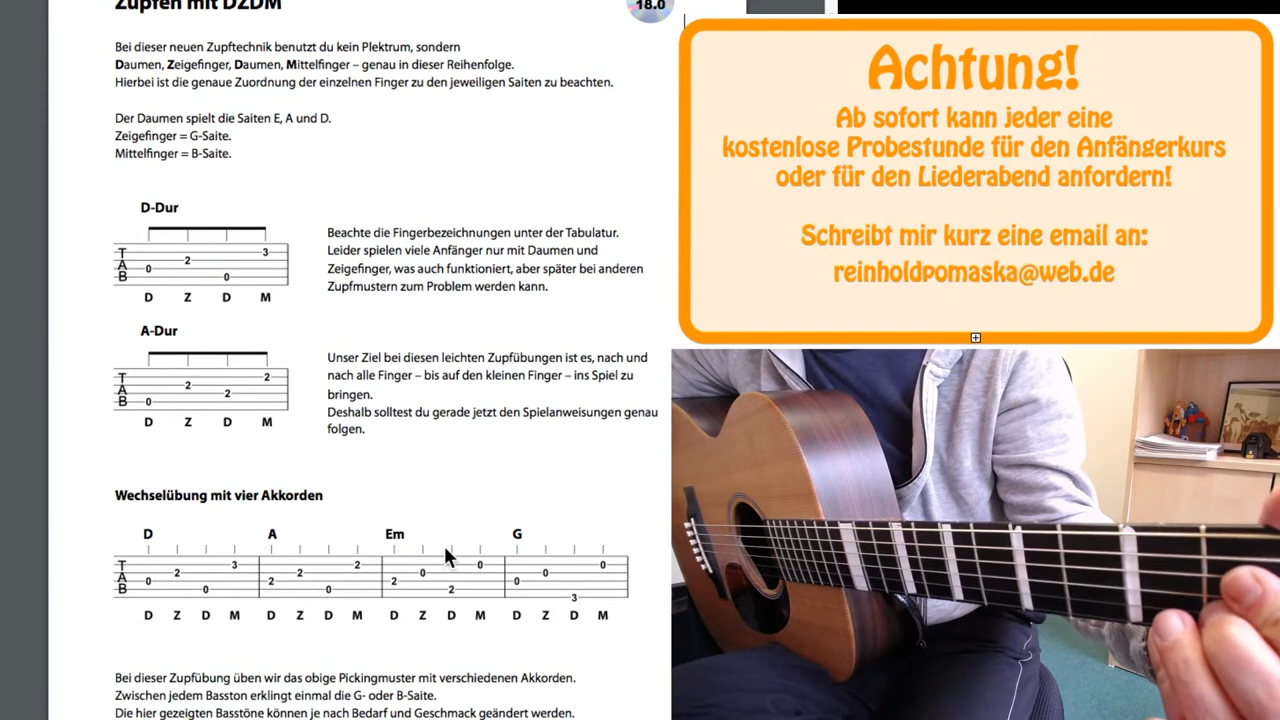 Zupfen mit DZDM
18.0
Bei dieser neuen Zupftechnik benutzt du kein Plektrum, sondern
Daumen, Zeigefinger, Daumen, Mittelfinger – genau in dieser Reihenfolge.
Hierbei ist die genaue Zuordnung der einzelnen Finger zu den jeweiligen Saiten zu beachten.
Der Daumen spielt die Saiten E, A und D.
Zeigefinger = G-Saite.
Mittelfinger = B-Saite.
D-Dur
T A B 0 2 0 3
D Z D M
Beachte die Fingerbezeichnungen unter der Tabulatur.
Leider spielen viele Anfänger nur mit Daumen und
Zeigefinger, was auch funktioniert, aber später bei anderen
Zupfmustern zum Problem werden kann.
A-Dur
T A B 0 2 2 2
D Z D M
Unser Ziel bei diesen leichten Zupfübungen ist es, nach und
nach alle Finger – bis auf den kleinen Finger – ins Spiel zu
bringen.
Deshalb solltest du gerade jetzt den Spielanweisungen genau
folgen.
Wechselübung mit vier Akkorden
D A Em G
T A B 0 2 0 3 2 2 0 2 2 0 2 0 0 0 3 0
D Z D M D Z D M D Z D M D Z D M
Bei dieser Zupfübung üben wir das obige Pickingmuster mit verschiedenen Akkorden.
Zwischen jedem Basston erklingt einmal die G- oder B-Saite.
Die hier gezeigten Basstöne können je nach Bedarf und Geschmack geändert werden.
Achtung!
Ab sofort kann jeder eine
kostenlose Probestunde für den Anfängerkurs
oder für den Liederabend anfordern!
Schreibt mir kurz eine email an:
reinholdpomaska@web.de